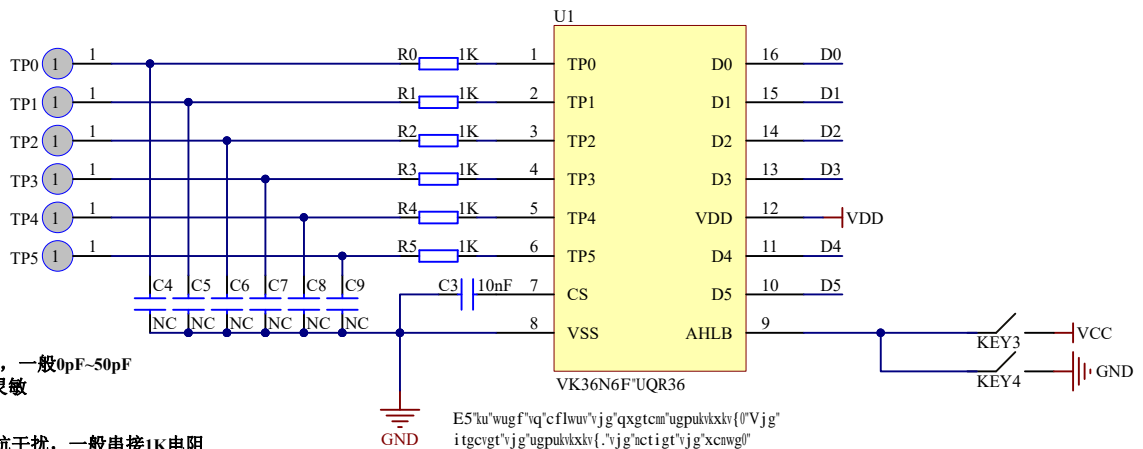 U1
TP0 1 1 R0 1K 1 TP0 D0 16 D0
TP1 1 1 R1 1K 2 TP1 D1 15 D1
TP2 1 1 R2 1K 3 TP2 D2 14 D2
TP3 1 1 R3 1K 4 TP3 D3 13 D3
TP4 1 1 R4 1K 5 TP4 VDD 12 VDD
TP5 1 1 R5 1K 6 TP5 D4 11 D4
C4 C5 C6 C7 C8 C9 C3 10nF 7 CS D5 10 D5
NC NC NC NC NC NC 8 VSS AHLB 9
KEY3 VCC
KEY4 GND
，一般0pF~50pF
敏
VK36N6F"UQR36
GND
E5"ku"wugf"vq"cflwuv"vjg"qxgtcnn"ugpukvkxkv{0"Vjg"
itgcvgt"vjg"ugpukvkxkv{."vjg"nctigt"vjg"xcnwg0"
干扰，一般串接1K电阻